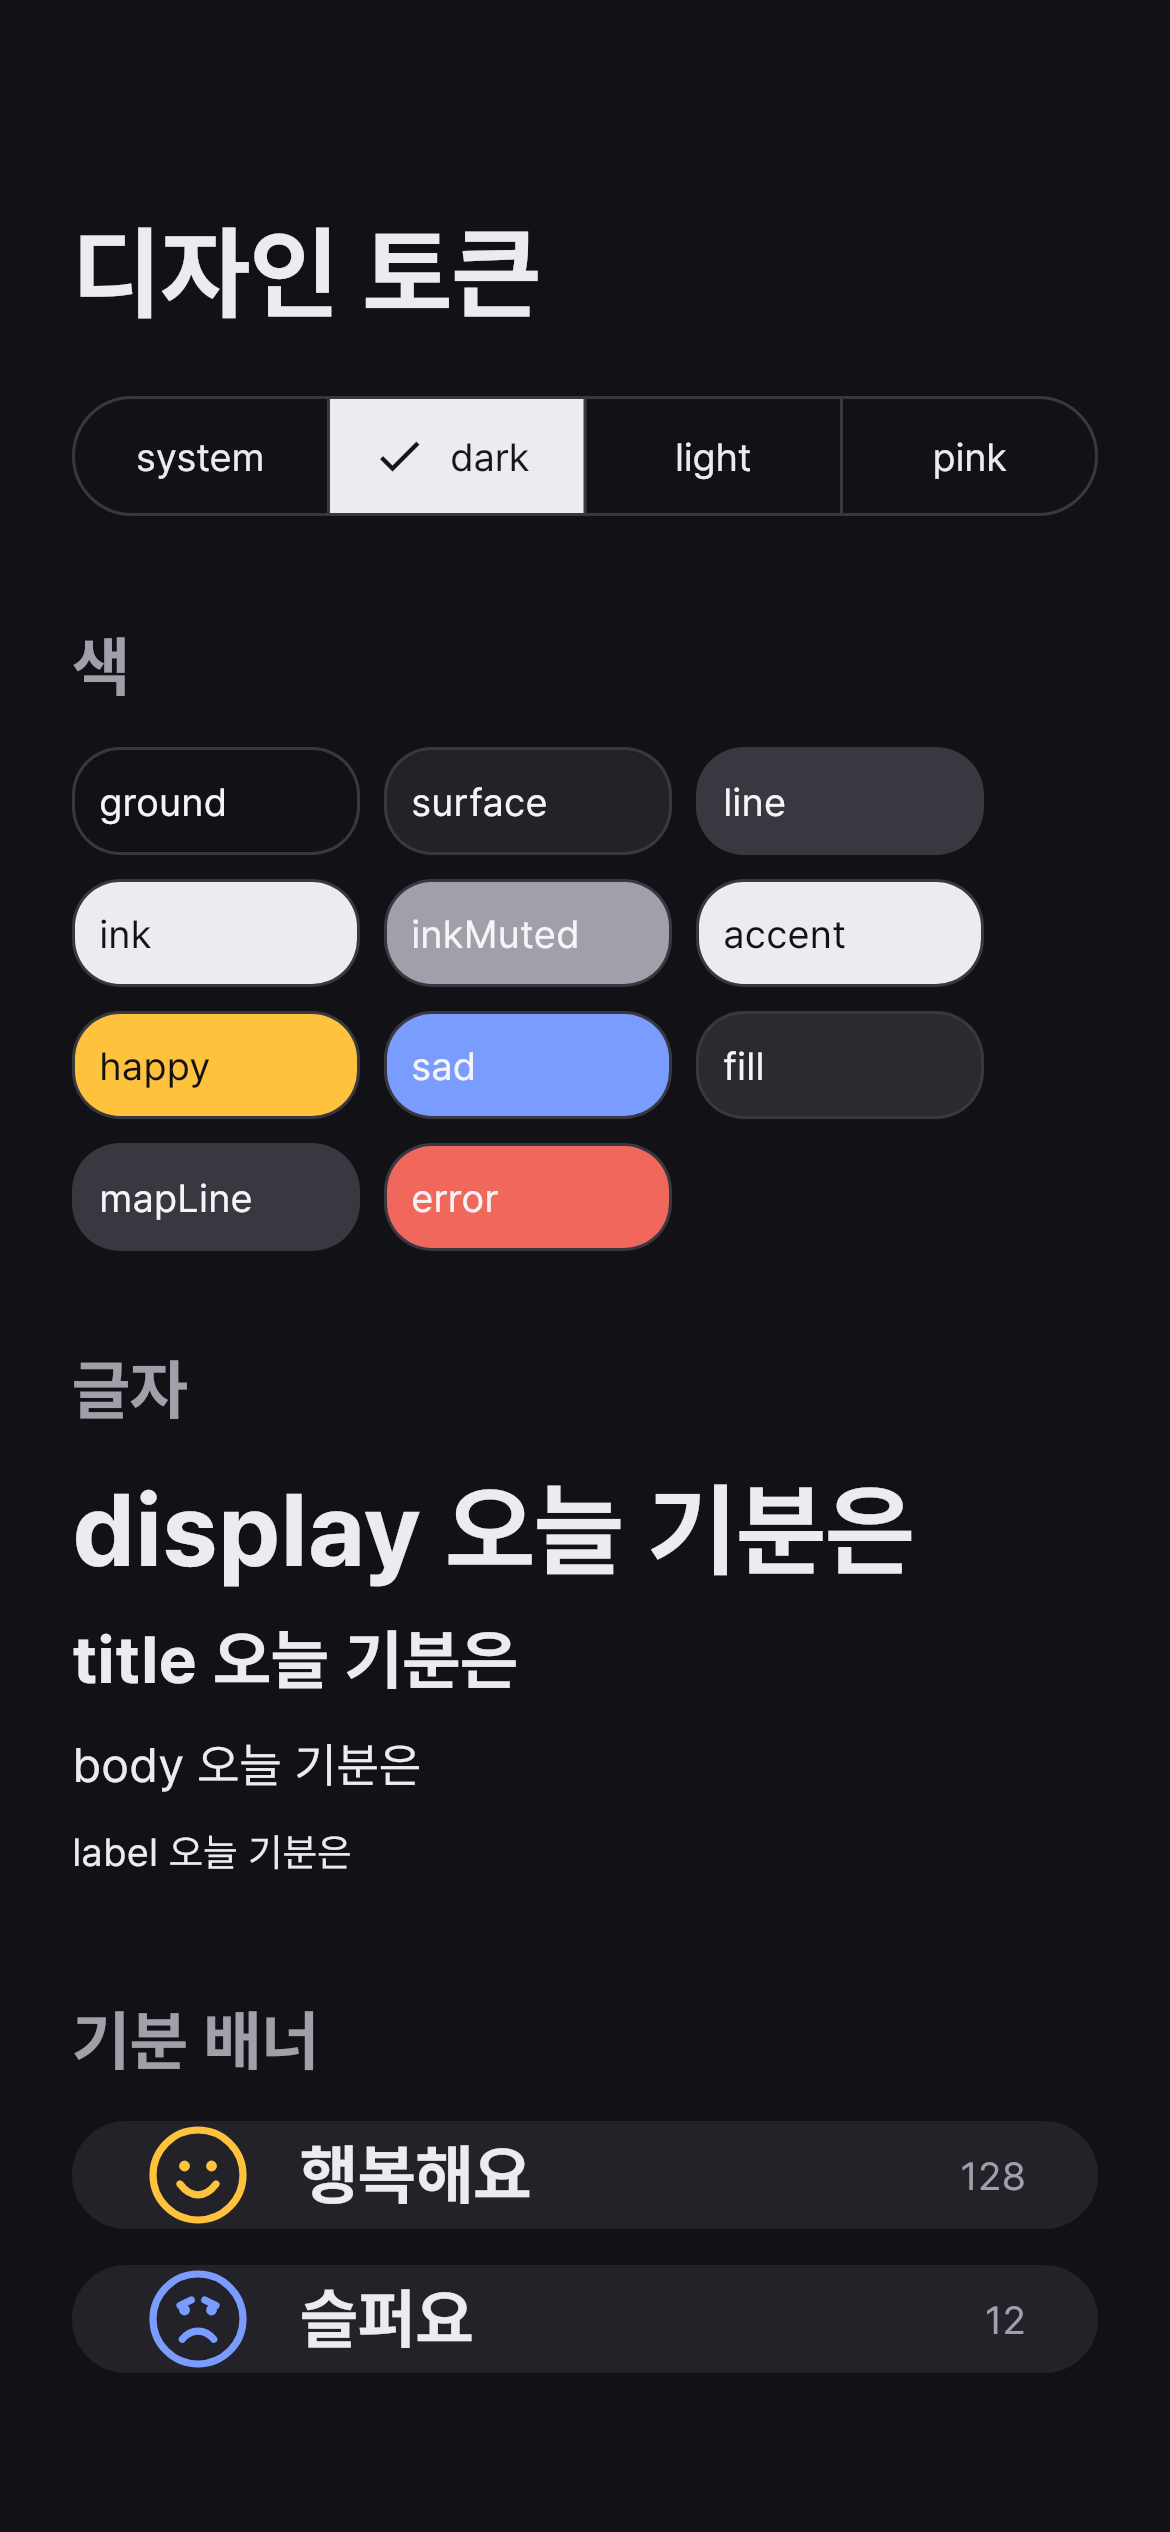 디자인 토큰
system dark light pink
색
ground surface line
ink inkMuted accent
happy sad fill
mapLine error
글자
display 오늘 기분은
title 오늘 기분은
body 오늘 기분은
label 오늘 기분은
기분 배너
행복해요 128
슬퍼요 12